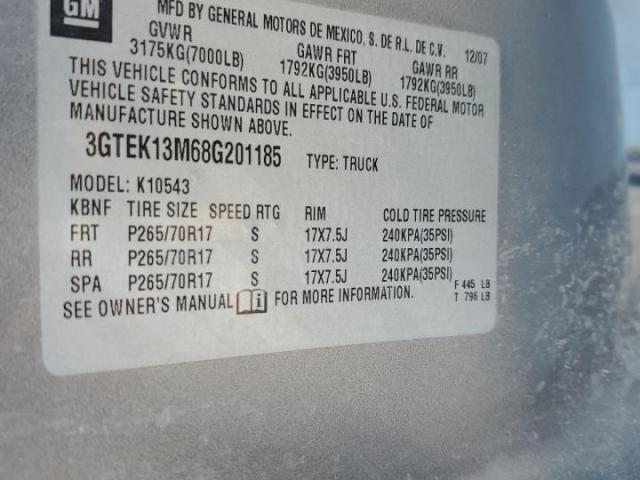 GM
MFD BY GENERAL MOTORS DE MEXICO, S. DE R.L. DE C.V. 12/07
GVWR GAWR FRT GAWR RR
3175KG(7000LB) 1792KG(3950LB) 1792KG(3950LB)
THIS VEHICLE CONFORMS TO ALL APPLICABLE U.S. FEDERAL MOTOR
VEHICLE SAFETY STANDARDS IN EFFECT ON THE DATE OF
MANUFACTURE SHOWN ABOVE.
3GTEK13M68G201185 TYPE: TRUCK
MODEL: K10543
KBNF TIRE SIZE SPEED RTG RIM COLD TIRE PRESSURE
FRT P265/70R17 S 17X7.5J 240KPA(35PSI)
RR P265/70R17 S 17X7.5J 240KPA(35PSI)
SPA P265/70R17 S 17X7.5J 240KPA(35PSI)
F 445 LB
SEE OWNER'S MANUAL FOR MORE INFORMATION. T 796 LB